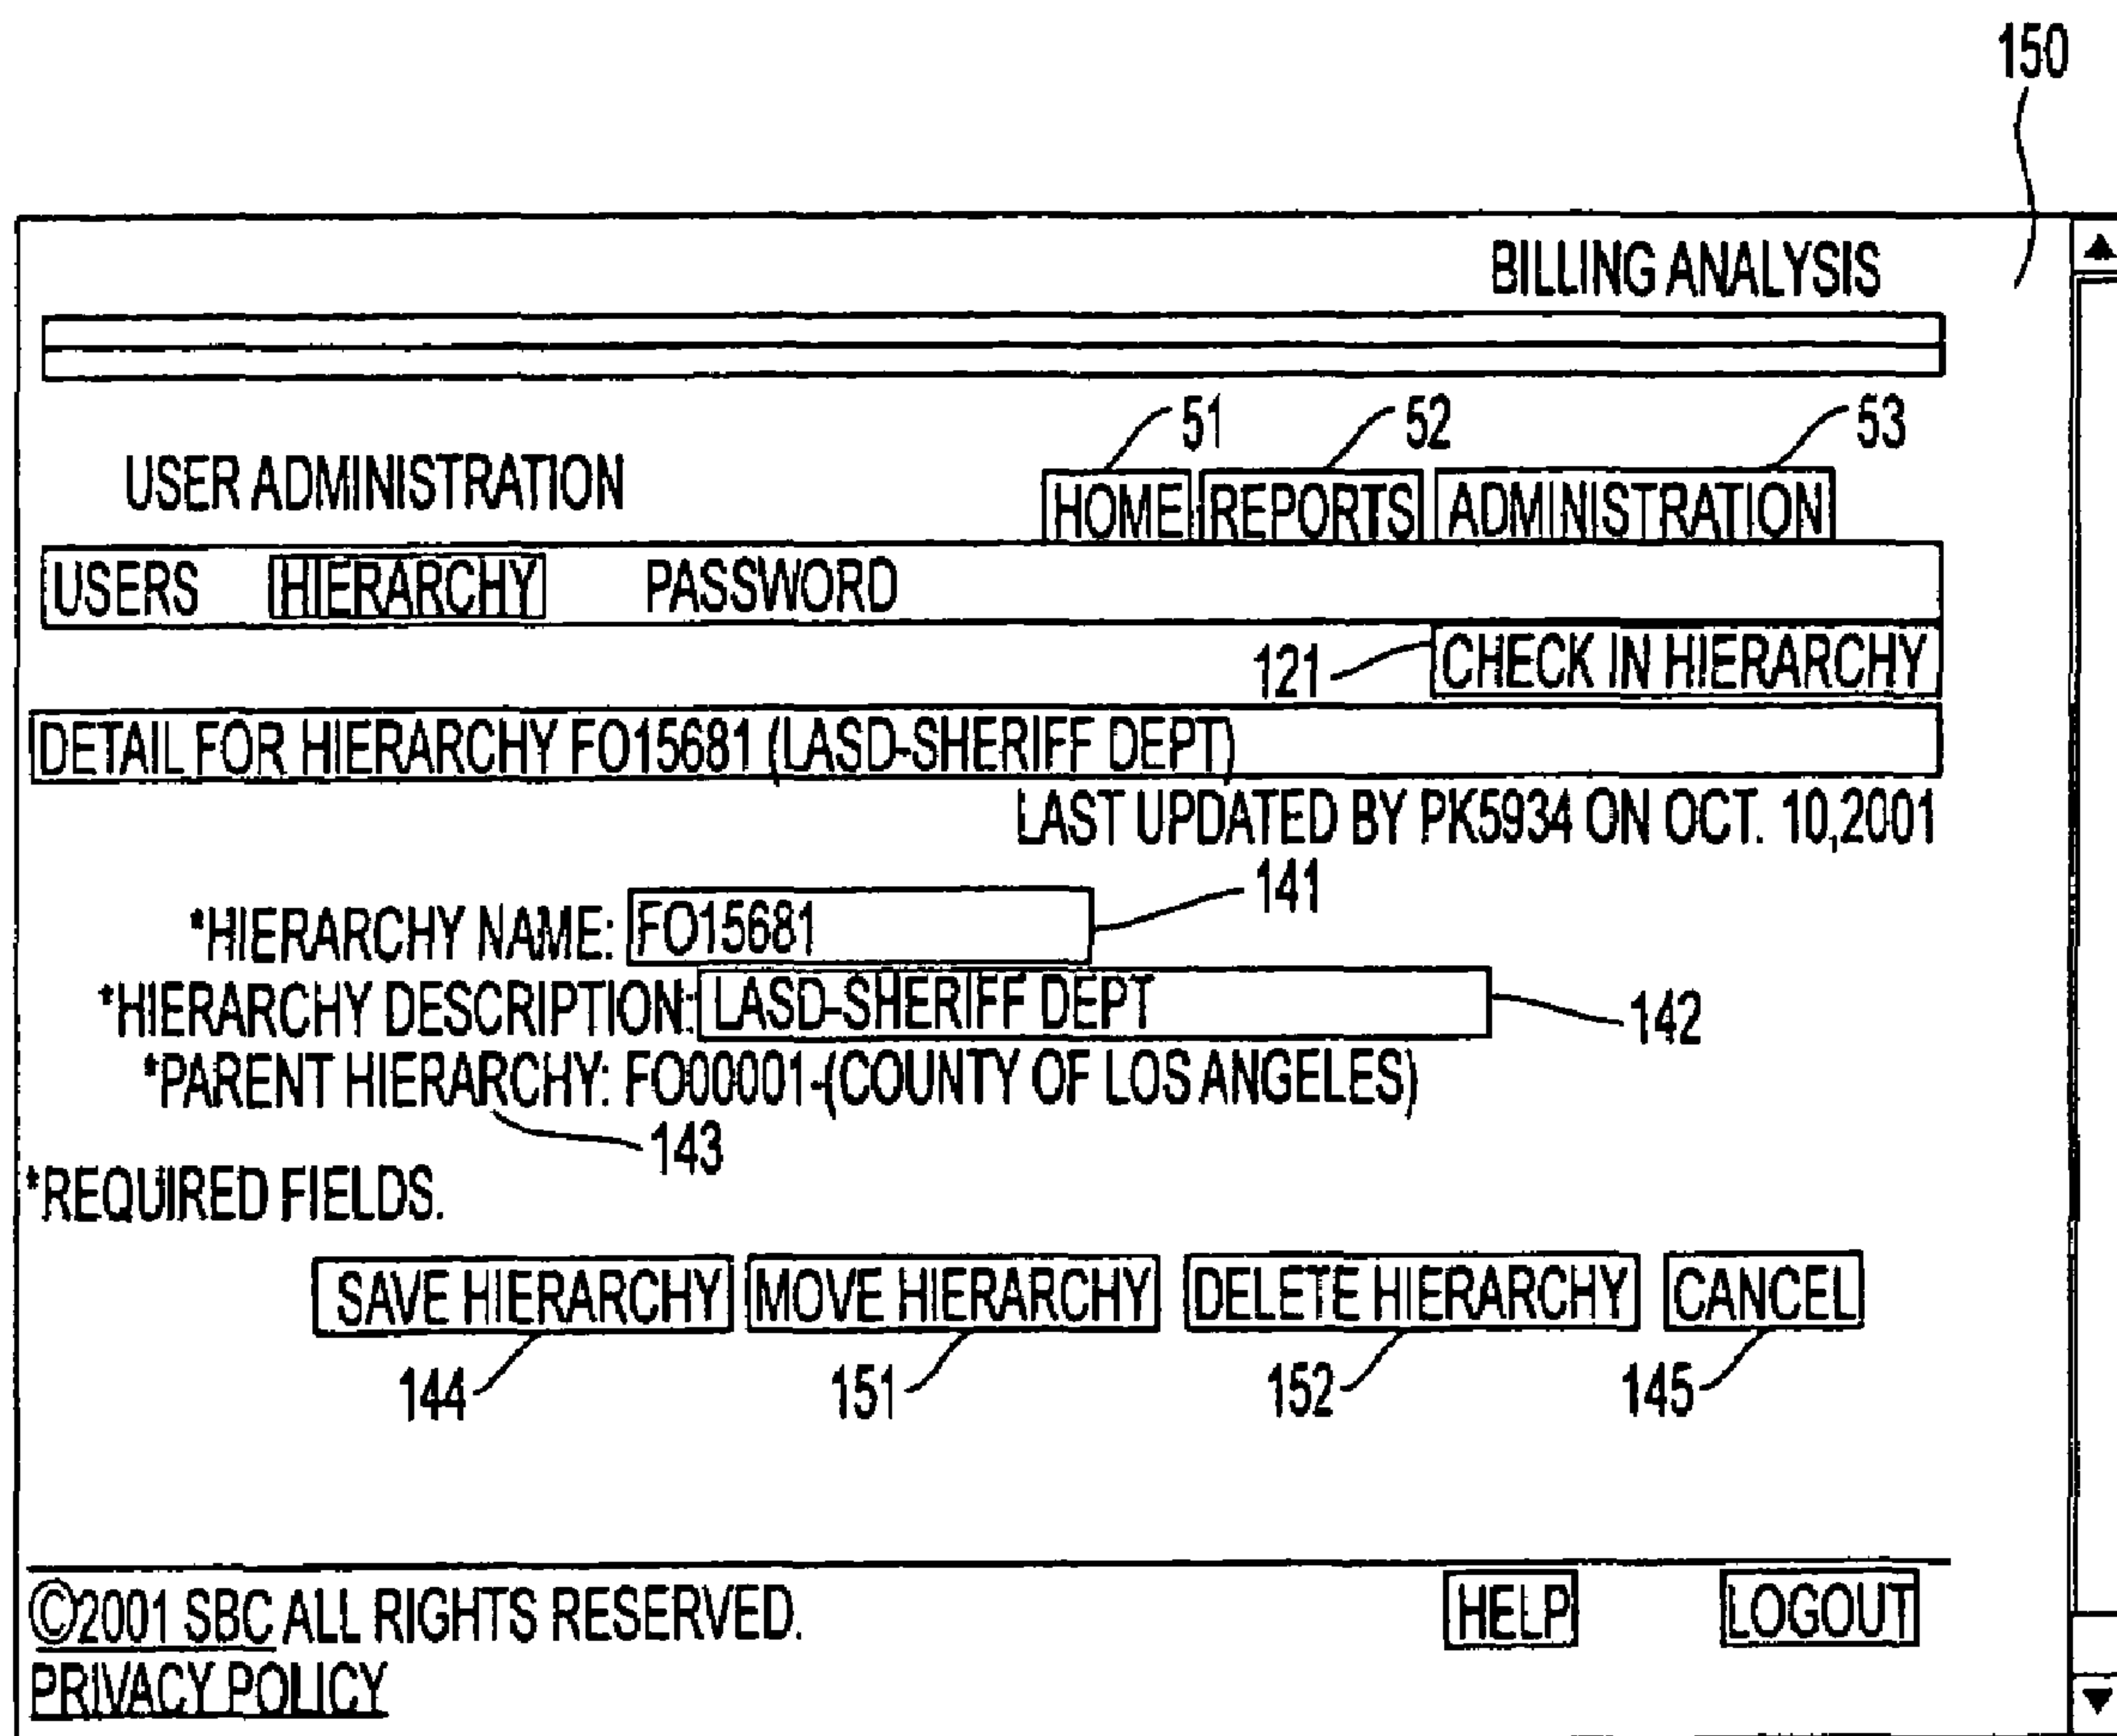 150
BILLING ANALYSIS
51 52 53
USER ADMINISTRATION HOME REPORTS ADMINISTRATION
USERS HIERARCHY PASSWORD
121 CHECK IN HIERARCHY
DETAIL FOR HIERARCHY FO15681 (LASD-SHERIFF DEPT)
LAST UPDATED BY PK5934 ON OCT. 10,2001
141
*HIERARCHY NAME: FO15681
*HIERARCHY DESCRIPTION: LASD-SHERIFF DEPT 142
*PARENT HIERARCHY: FO00001-(COUNTY OF LOS ANGELES)
143
*REQUIRED FIELDS.
SAVE HIERARCHY MOVE HIERARCHY DELETE HIERARCHY CANCEL
144 151 152 145
©2001 SBC ALL RIGHTS RESERVED. HELP LOGOUT
PRIVACY POLICY